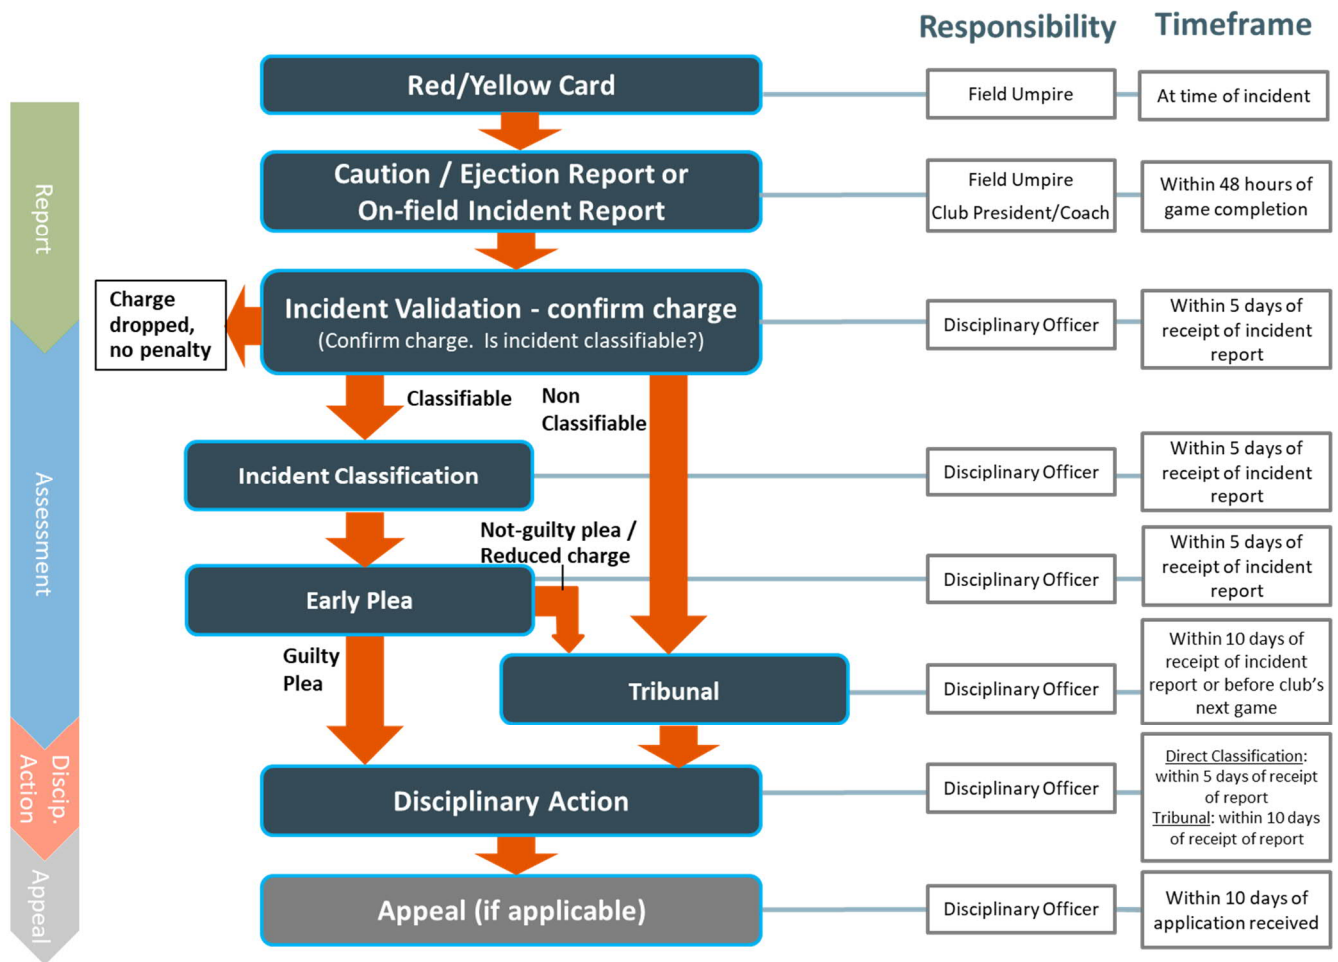 Responsibility
Timeframe
Red/Yellow Card
Field Umpire
At time of incident
Report
Caution / Ejection Report or
On-field Incident Report
Field Umpire
Club President/Coach
Within 48 hours of
game completion
Charge
dropped,
no penalty
Incident Validation - confirm charge
(Confirm charge.  Is incident classifiable?)
Disciplinary Officer
Within 5 days of
receipt of incident
report
Classifiable
Non
Classifiable
Assessment
Incident Classification
Disciplinary Officer
Within 5 days of
receipt of incident
report
Not-guilty plea /
Reduced charge
Early Plea
Disciplinary Officer
Within 5 days of
receipt of incident
report
Guilty
Plea
Tribunal
Disciplinary Officer
Within 10 days of
receipt of incident
report or before club's
next game
Discip.
Action
Disciplinary Action
Disciplinary Officer
Direct Classification:
within 5 days of receipt
of report
Tribunal: within 10 days
of receipt of report
Appeal
Appeal (if applicable)
Disciplinary Officer
Within 10 days of
application received